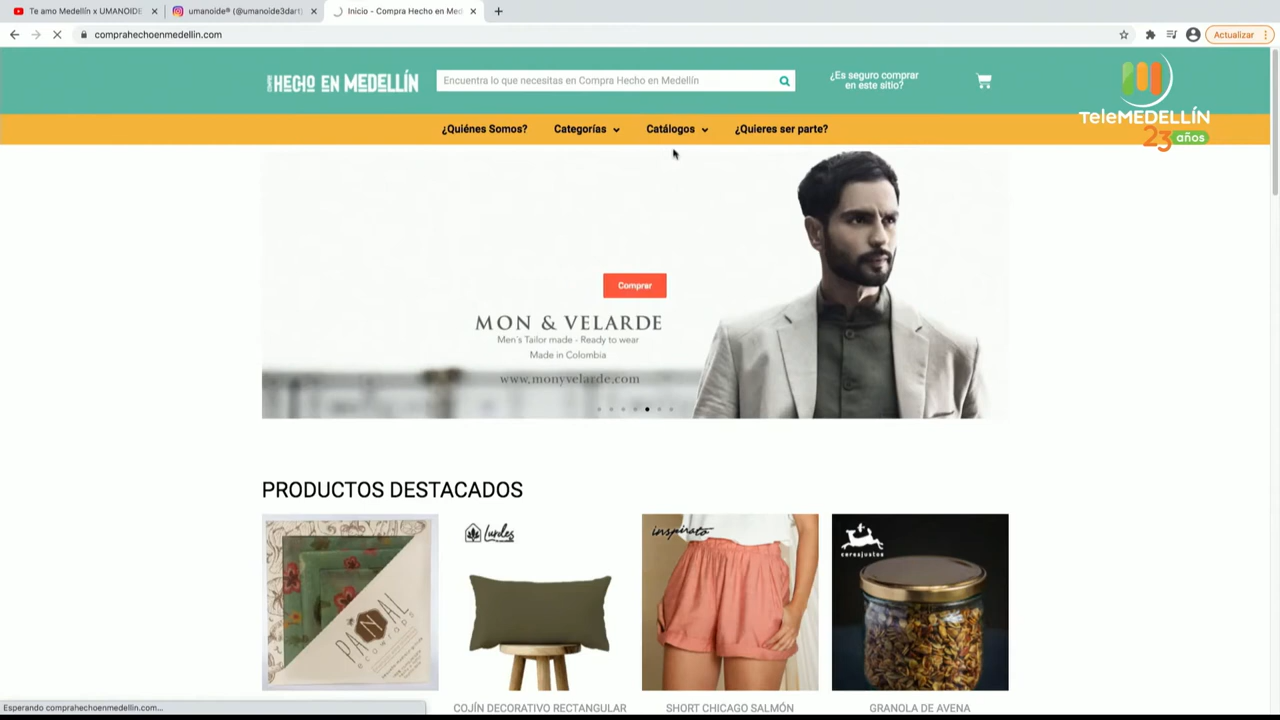 Te amo Medellín x UMANOIDE
umanoide® (@umanoide3dart)
Inicio - Compra Hecho en Med
comprahechoenmedellin.com
Actualizar
HECHO EN MEDELLÍN
Encuentra lo que necesitas en Compra Hecho en Medellín
¿Es seguro comprar
en este sitio?
TeleMEDELLÍN
23 años
¿Quiénes Somos?
Categorías
Catálogos
¿Quieres ser parte?
Comprar
MON & VELARDE
Men's Tailor made - Ready to wear
Made in Colombia
www.monyvelarde.com
PRODUCTOS DESTACADOS
PANAL
ecowraps
Lurdes
inspirato
cerosjustos
COJÍN DECORATIVO RECTANGULAR
SHORT CHICAGO SALMÓN
GRANOLA DE AVENA
Esperando comprahechoenmedellin.com...